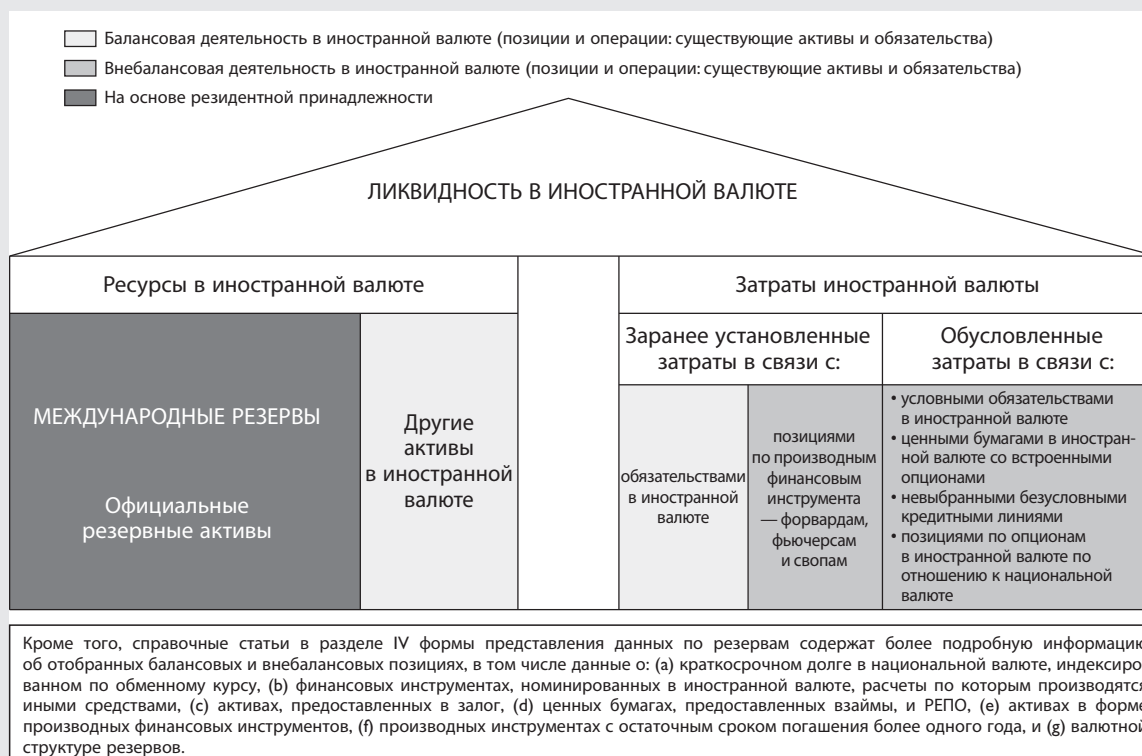 Балансовая деятельность в иностранной валюте (позиции и операции: существующие активы и обязательства)
Внебалансовая деятельность в иностранной валюте (позиции и операции: существующие активы и обязательства)
На основе резидентной принадлежности
ЛИКВИДНОСТЬ В ИНОСТРАННОЙ ВАЛЮТЕ
Ресурсы в иностранной валюте
МЕЖДУНАРОДНЫЕ РЕЗЕРВЫ
Официальные
резервные активы
Другие
активы
в иностранной
валюте
Затраты иностранной валюты
Заранее установленные
затраты в связи с:
обязательствами
в иностранной
валюте
позициями
по производным
финансовым
инструмента
— форвардам,
фьючерсам
и свопам
Обусловленные
затраты в связи с:
• условными обязательствами
в иностранной валюте
• ценными бумагами в иностран-
ной валюте со встроенными
опционами
• невыбранными безусловными
кредитными линиями
• позициями по опционам
в иностранной валюте по
отношению к национальной
валюте
Кроме того, справочные статьи в разделе IV формы представления данных по резервам содержат более подробную информацию
об отобранных балансовых и внебалансовых позициях, в том числе данные о: (a) краткосрочном долге в национальной валюте, индексиро-
ванном по обменному курсу, (b) финансовых инструментах, номинированных в иностранной валюте, расчеты по которым производятся
иными средствами, (c) активах, предоставленных в залог, (d) ценных бумагах, предоставленных взаймы, и РЕПО, (e) активах в форме
производных финансовых инструментов, (f) производных инструментах с остаточным сроком погашения более одного года, и (g) валютной
структуре резервов.